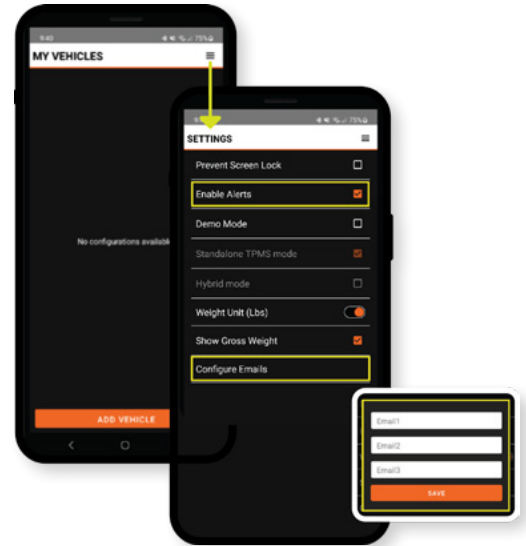 9:40
75%
MY VEHICLES
No configurations available
ADD VEHICLE
75%
SETTINGS
Prevent Screen Lock
Enable Alerts
Demo Mode
Standalone TPMS mode
Hybrid mode
Weight Unit (Lbs)
Show Gross Weight
Configure Emails
Email1
Email2
Email3
SAVE